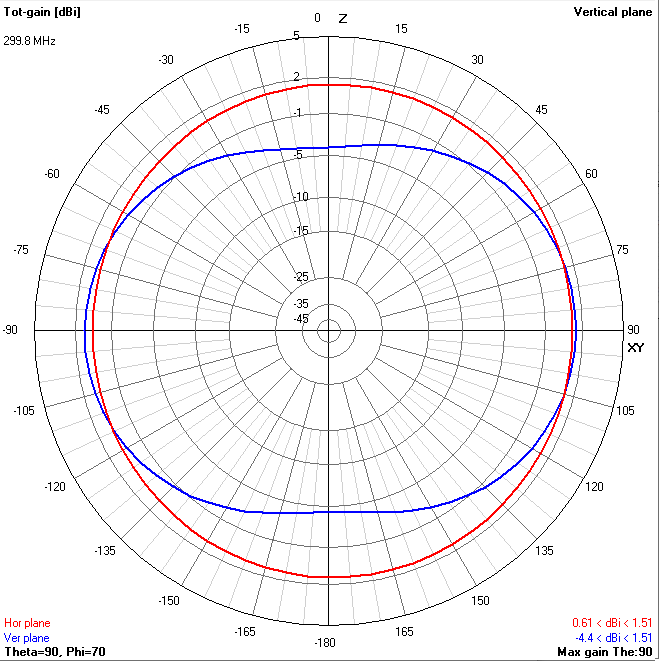 Tot-gain [dBi]
0 Z
Vertical plane
299.8 MHz
-15 5 15
-30 30
2
-45 -1 45
-5
-60 60
-10
-15
-75 75
-25
-35
-45
-90 90
XY
-105 105
-120 120
-135 135
-150 150
-165 165
-180
Hor plane 0.61 < dBi < 1.51
Ver plane -4.4 < dBi < 1.51
Theta=90, Phi=70 Max gain The:90